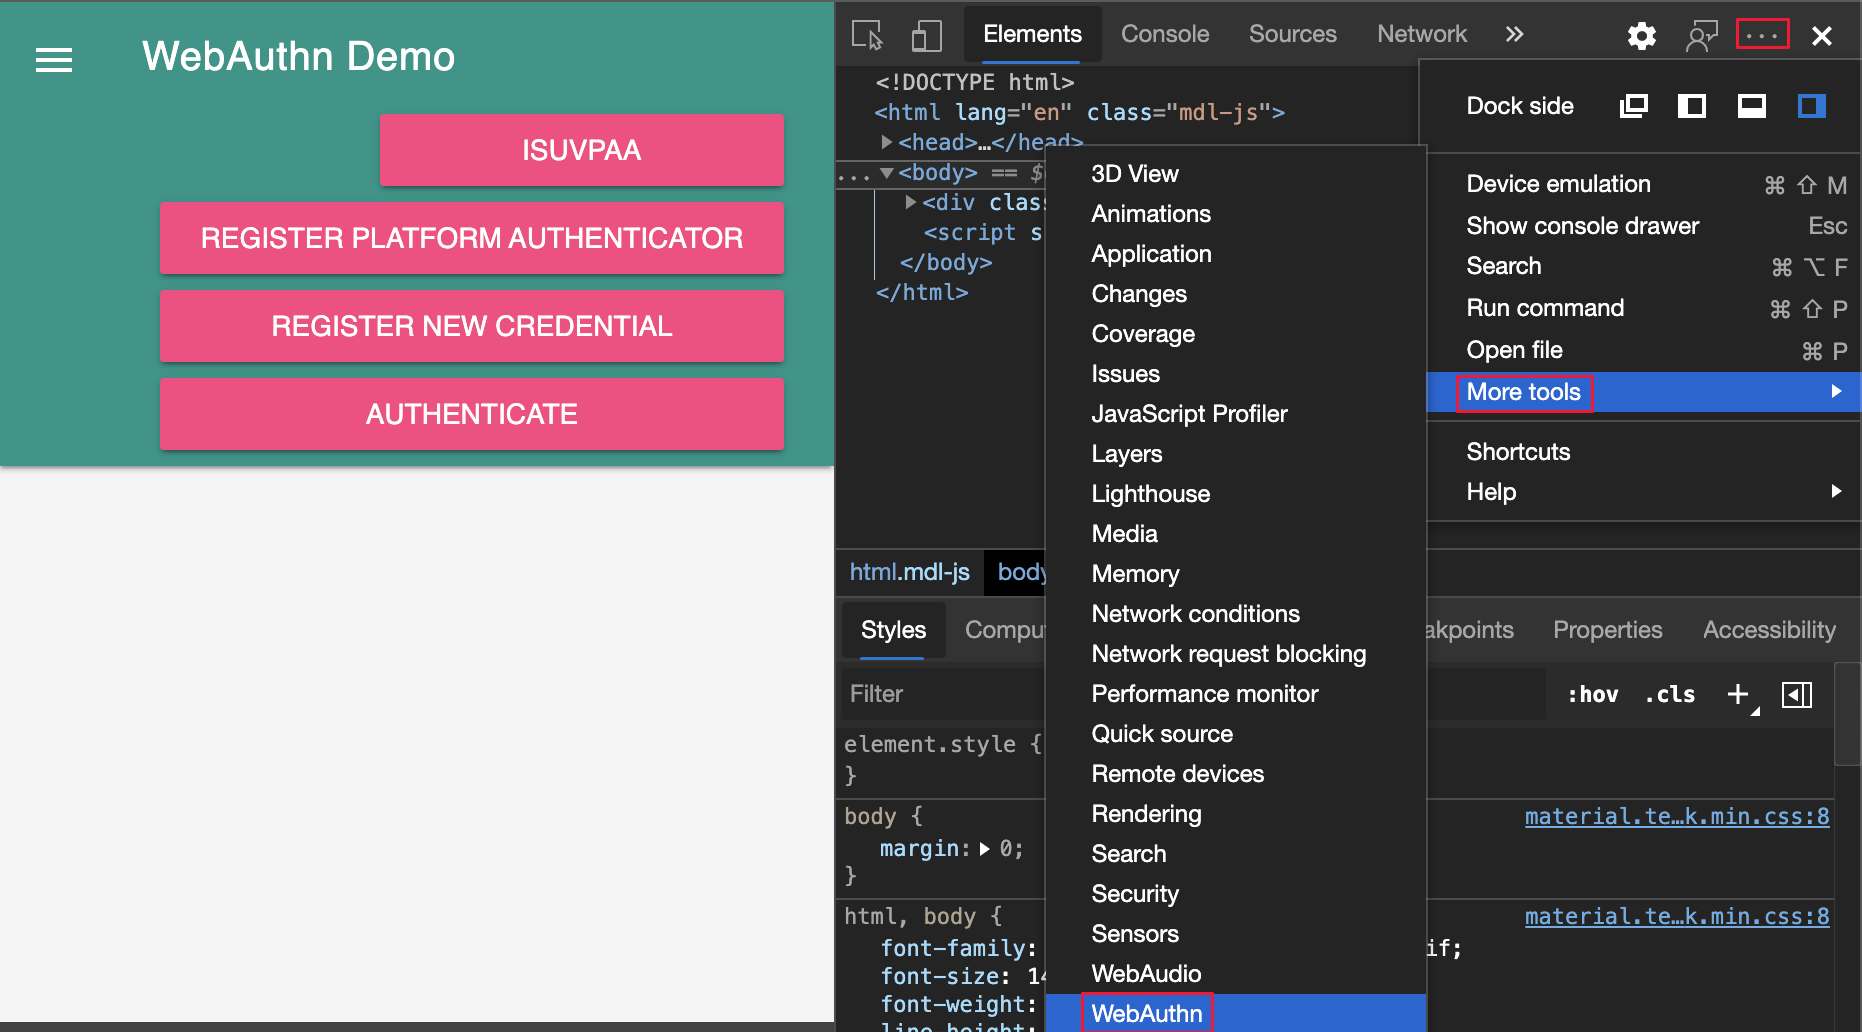 WebAuthn Demo
ISUVPAA
REGISTER PLATFORM AUTHENTICATOR
REGISTER NEW CREDENTIAL
AUTHENTICATE
Elements Console Sources Network »
<!DOCTYPE html>
<html lang="en" class="mdl-js">
<head>…</head>
... <body> ==
<div clas
<script s
</body>
</html>
Dock side
Device emulation ⌘ ⇧ M
Show console drawer Esc
Search ⌘ ⌥ F
Run command ⌘ ⇧ P
Open file ⌘ P
More tools
Shortcuts
Help
3D View
Animations
Application
Changes
Coverage
Issues
JavaScript Profiler
Layers
Lighthouse
Media
Memory
Network conditions
Network request blocking
Performance monitor
Quick source
Remote devices
Rendering
Search
Security
Sensors
WebAudio
WebAuthn
html.mdl-js body
Styles Comput akpoints Properties Accessibility
Filter :hov .cls +
element.style {
}
body { material.te…k.min.css:8
margin: 0;
}
html, body { material.te…k.min.css:8
font-family: if;
font-size: 14
font-weight:
line-height: